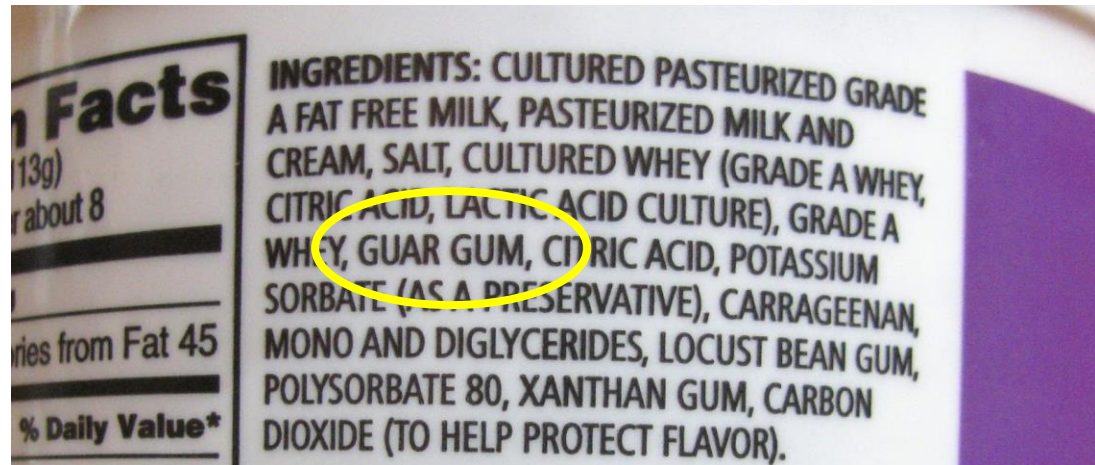 Facts
13g)
about 8
from Fat 45
% Daily Value*
INGREDIENTS: CULTURED PASTEURIZED GRADE
A FAT FREE MILK, PASTEURIZED MILK AND
CREAM, SALT, CULTURED WHEY (GRADE A WHEY,
CITRIC ACID, LACTIC ACID CULTURE), GRADE A
WHEY, GUAR GUM, CITRIC ACID, POTASSIUM
SORBATE (AS A PRESERVATIVE), CARRAGEENAN,
MONO AND DIGLYCERIDES, LOCUST BEAN GUM,
POLYSORBATE 80, XANTHAN GUM, CARBON
DIOXIDE (TO HELP PROTECT FLAVOR).